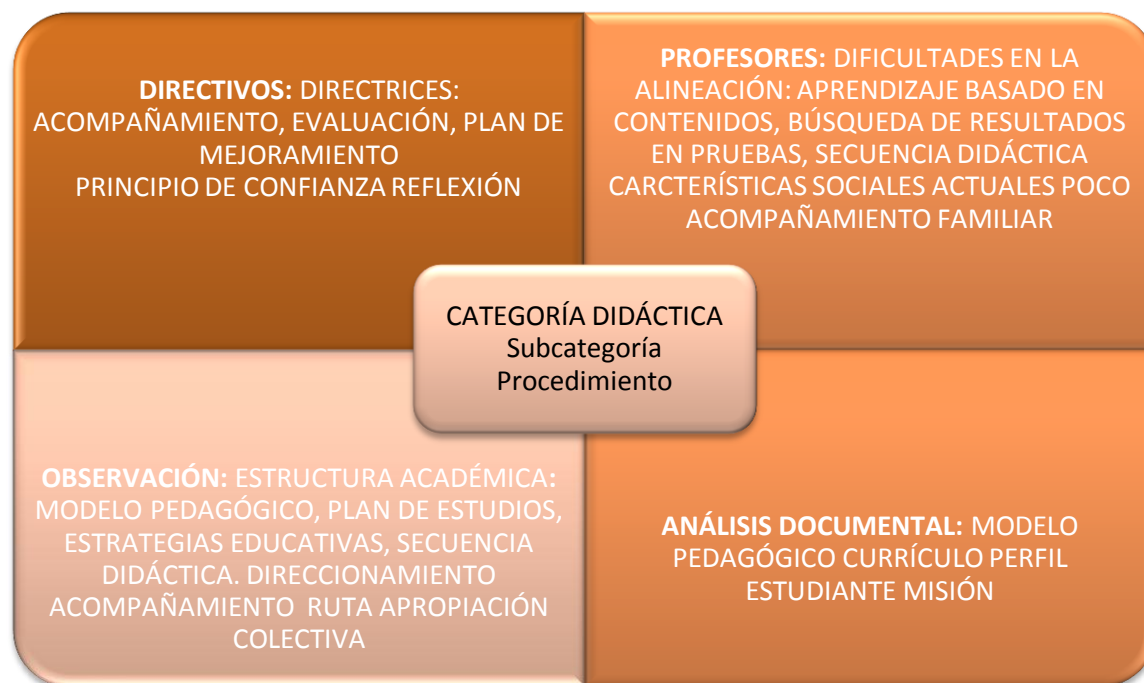 DIRECTIVOS: DIRECTRICES:
ACOMPAÑAMIENTO, EVALUACIÓN, PLAN DE
MEJORAMIENTO
PRINCIPIO DE CONFIANZA REFLEXIÓN
PROFESORES: DIFICULTADES EN LA
ALINEACIÓN: APRENDIZAJE BASADO EN
CONTENIDOS, BÚSQUEDA DE RESULTADOS
EN PRUEBAS, SECUENCIA DIDÁCTICA
CARCTERÍSTICAS SOCIALES ACTUALES POCO
ACOMPAÑAMIENTO FAMILIAR
CATEGORÍA DIDÁCTICA
Subcategoría
Procedimiento
OBSERVACIÓN: ESTRUCTURA ACADÉMICA:
MODELO PEDAGÓGICO, PLAN DE ESTUDIOS,
ESTRATEGIAS EDUCATIVAS, SECUENCIA
DIDÁCTICA. DIRECCIONAMIENTO
ACOMPAÑAMIENTO RUTA APROPIACIÓN
COLECTIVA
ANÁLISIS DOCUMENTAL: MODELO
PEDAGÓGICO CURRÍCULO PERFIL
ESTUDIANTE MISIÓN